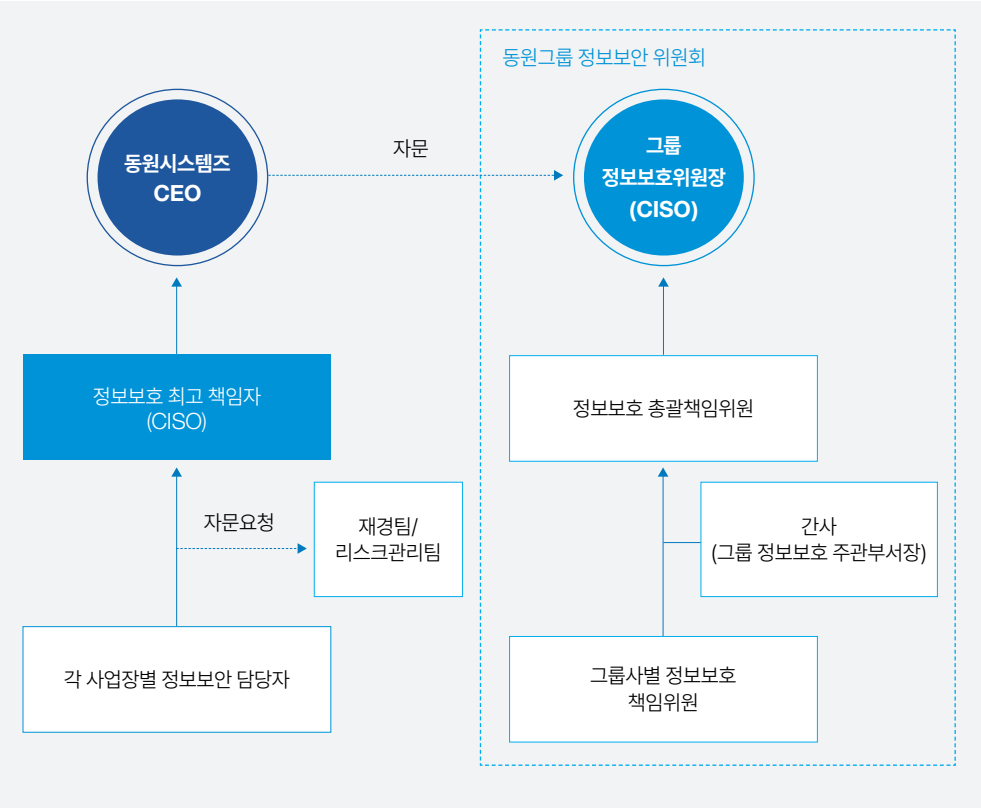 동원그룹 정보보안 위원회
동원시스템즈
CEO
자문
그룹
정보보호위원장
(CISO)
정보보호 최고 책임자
(CISO)
정보보호 총괄책임위원
자문요청
재경팀/
리스크관리팀
간사
(그룹 정보보호 주관부서장)
각 사업장별 정보보안 담당자
그룹사별 정보보호
책임위원